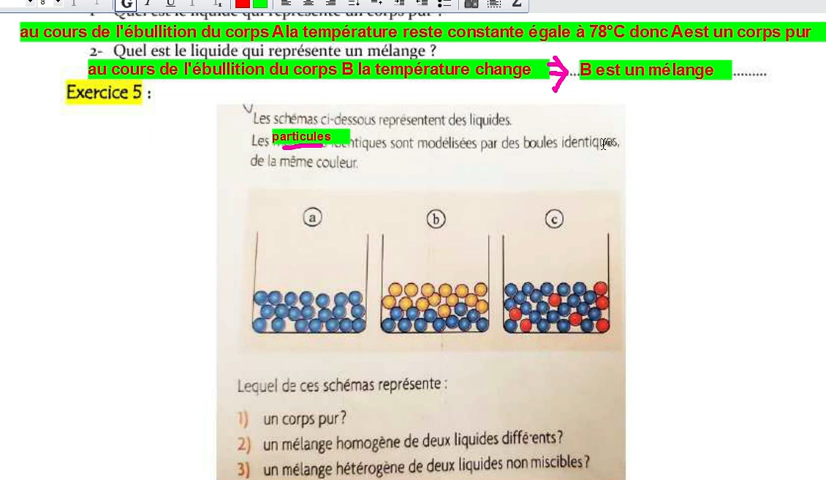 1- Quel est le liquide qui représente un corps pur ?
au cours de l'ébullition du corps A la température reste constante égale à 78°C donc A est un corps pur
2- Quel est le liquide qui représente un mélange ?
au cours de l'ébullition du corps B la température change ... B est un mélange .........
Exercice 5 :
Les schémas ci-dessous représentent des liquides.
Les particules identiques sont modélisées par des boules identiques,
de la même couleur.
a b c
Lequel de ces schémas représente :
1) un corps pur ?
2) un mélange homogène de deux liquides différents ?
3) un mélange hétérogène de deux liquides non miscibles ?